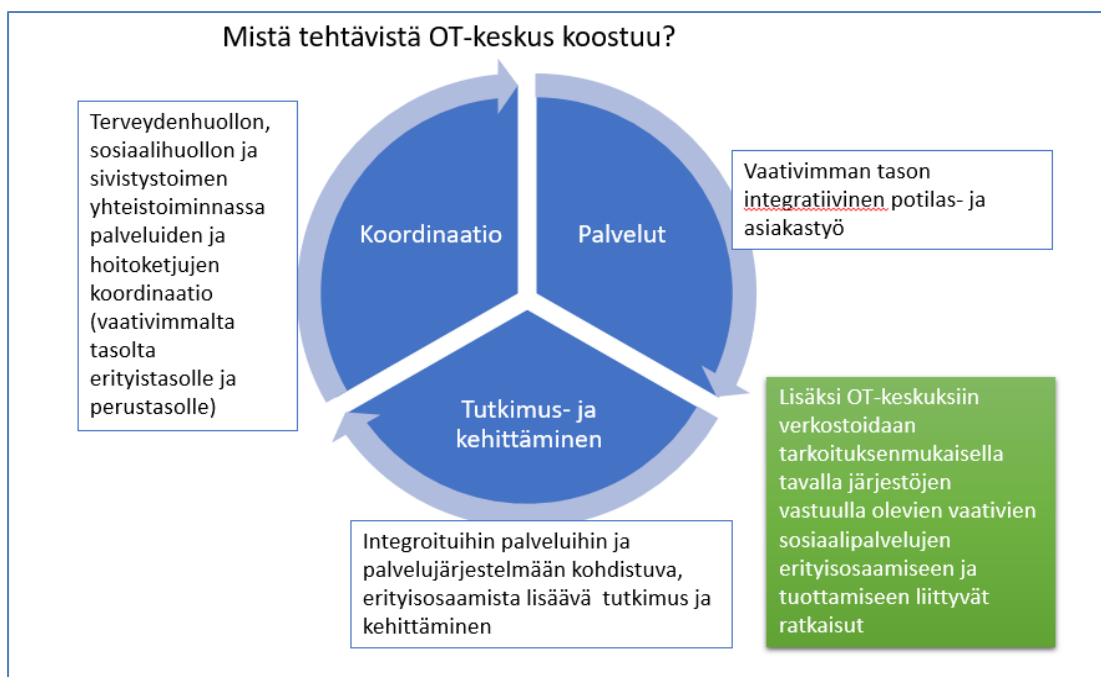 Mistä tehtävistä OT-keskus koostuu?
Terveydenhuollon,
sosiaalihuollon ja
sivistystoimen
yhteistoiminnassa
palveluiden ja
hoitoketjujen
koordinaatio
(vaativimmalta
tasolta
erityistasolle ja
perustasolle)
Koordinaatio
Palvelut
Vaativimman tason
integratiivinen potilas- ja
asiakastyö
Tutkimus- ja
kehittäminen
Integroituihin palveluihin ja
palvelujärjestelmään kohdistuva,
erityisosaamista lisäävä  tutkimus ja
kehittäminen
Lisäksi OT-keskuksiin
verkostoidaan
tarkoituksenmukaisella
tavalla järjestöjen
vastuulla olevien vaativien
sosiaalipalvelujen
erityisosaamiseen ja
tuottamiseen liittyvät
ratkaisut